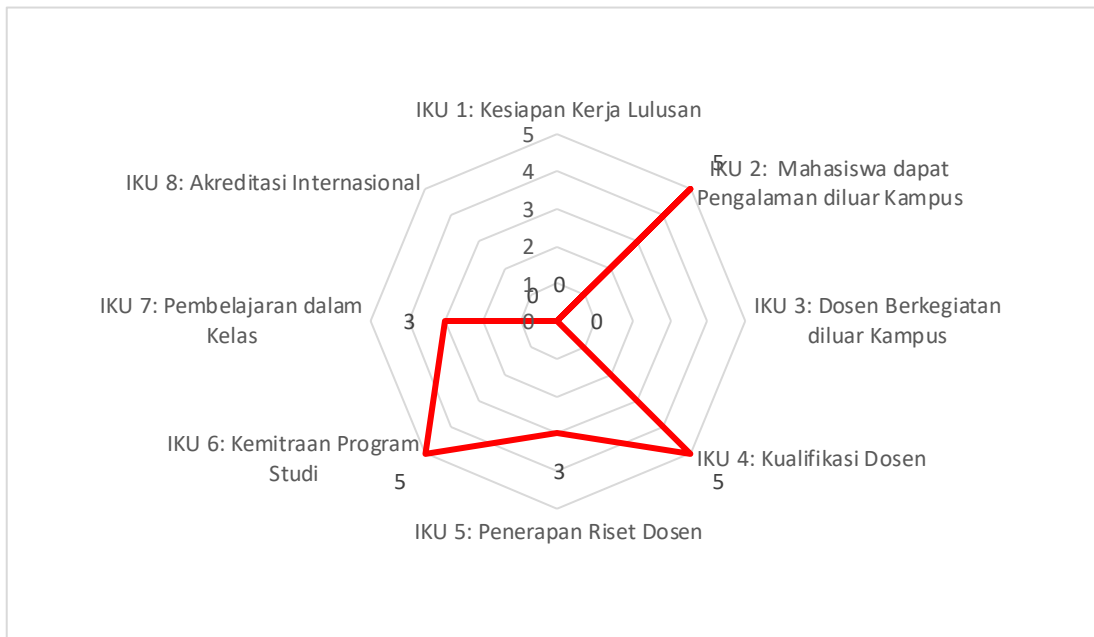 IKU 1: Kesiapan Kerja Lulusan
5
4
3
2
1
0
0
0
0
5
IKU 2: Mahasiswa dapat
Pengalaman diluar Kampus
IKU 3: Dosen Berkegiatan
diluar Kampus
IKU 4: Kualifikasi Dosen
5
3
IKU 5: Penerapan Riset Dosen
IKU 6: Kemitraan Program
Studi
5
IKU 7: Pembelajaran dalam
Kelas
3
IKU 8: Akreditasi Internasional